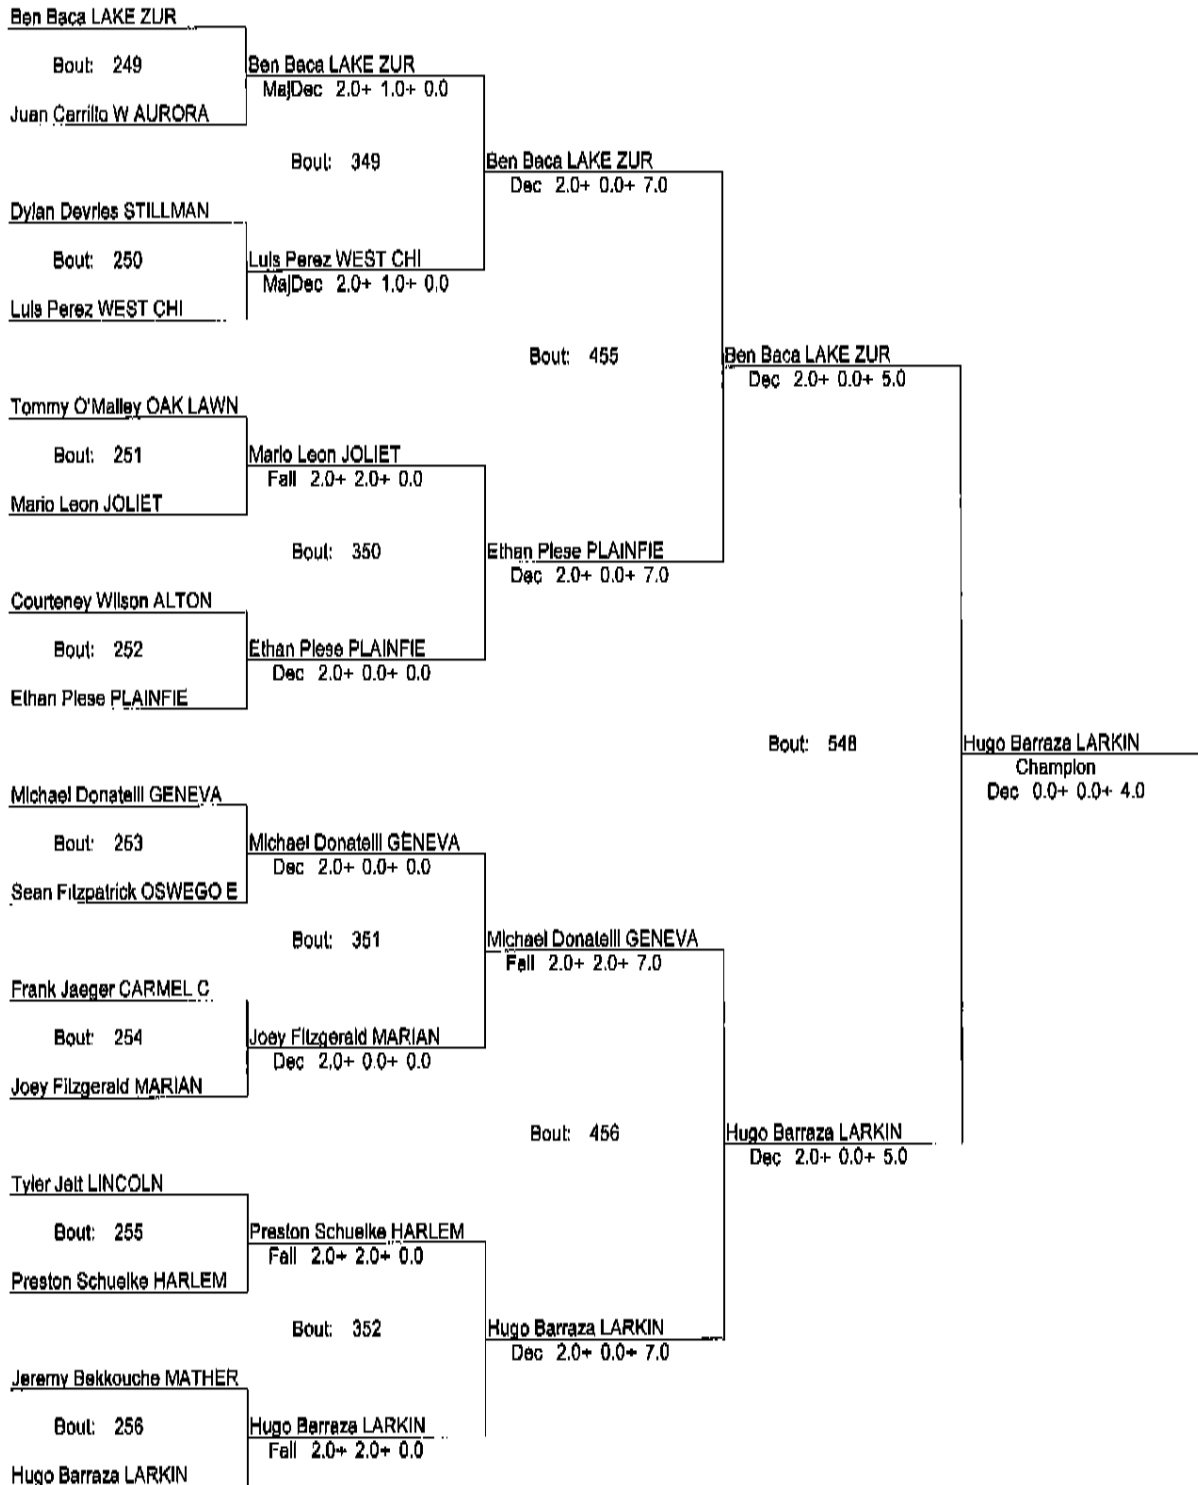 Ben Baca LAKE ZUR
Bout: 249
Ben Baca LAKE ZUR
MajDec 2.0+ 1.0+ 0.0
Juan Carrillo W AURORA
Bout: 349
Ben Baca LAKE ZUR
Dec 2.0+ 0.0+ 7.0
Dylan Devries STILLMAN
Bout: 250
Luis Perez WEST CHI
MajDec 2.0+ 1.0+ 0.0
Luis Perez WEST CHI
Bout: 455
Ben Baca LAKE ZUR
Dec 2.0+ 0.0+ 5.0
Tommy O'Malley OAK LAWN
Bout: 251
Mario Leon JOLIET
Fall 2.0+ 2.0+ 0.0
Mario Leon JOLIET
Bout: 350
Ethan Plese PLAINFIE
Dec 2.0+ 0.0+ 7.0
Courteney Wilson ALTON
Bout: 252
Ethan Plese PLAINFIE
Dec 2.0+ 0.0+ 0.0
Ethan Plese PLAINFIE
Bout: 548
Hugo Barraza LARKIN
Champion
Dec 0.0+ 0.0+ 4.0
Michael Donatelli GENEVA
Bout: 253
Michael Donatelli GENEVA
Dec 2.0+ 0.0+ 0.0
Sean Fitzpatrick OSWEGO E
Bout: 351
Michael Donatelli GENEVA
Fall 2.0+ 2.0+ 7.0
Frank Jaeger CARMEL C
Bout: 254
Joey Fitzgerald MARIAN
Dec 2.0+ 0.0+ 0.0
Joey Fitzgerald MARIAN
Bout: 456
Hugo Barraza LARKIN
Dec 2.0+ 0.0+ 5.0
Tyler Jett LINCOLN
Bout: 255
Preston Schuelke HARLEM
Fall 2.0+ 2.0+ 0.0
Preston Schuelke HARLEM
Bout: 352
Hugo Barraza LARKIN
Dec 2.0+ 0.0+ 7.0
Jeremy Bekkouche MATHER
Bout: 256
Hugo Barraza LARKIN
Fall 2.0+ 2.0+ 0.0
Hugo Barraza LARKIN